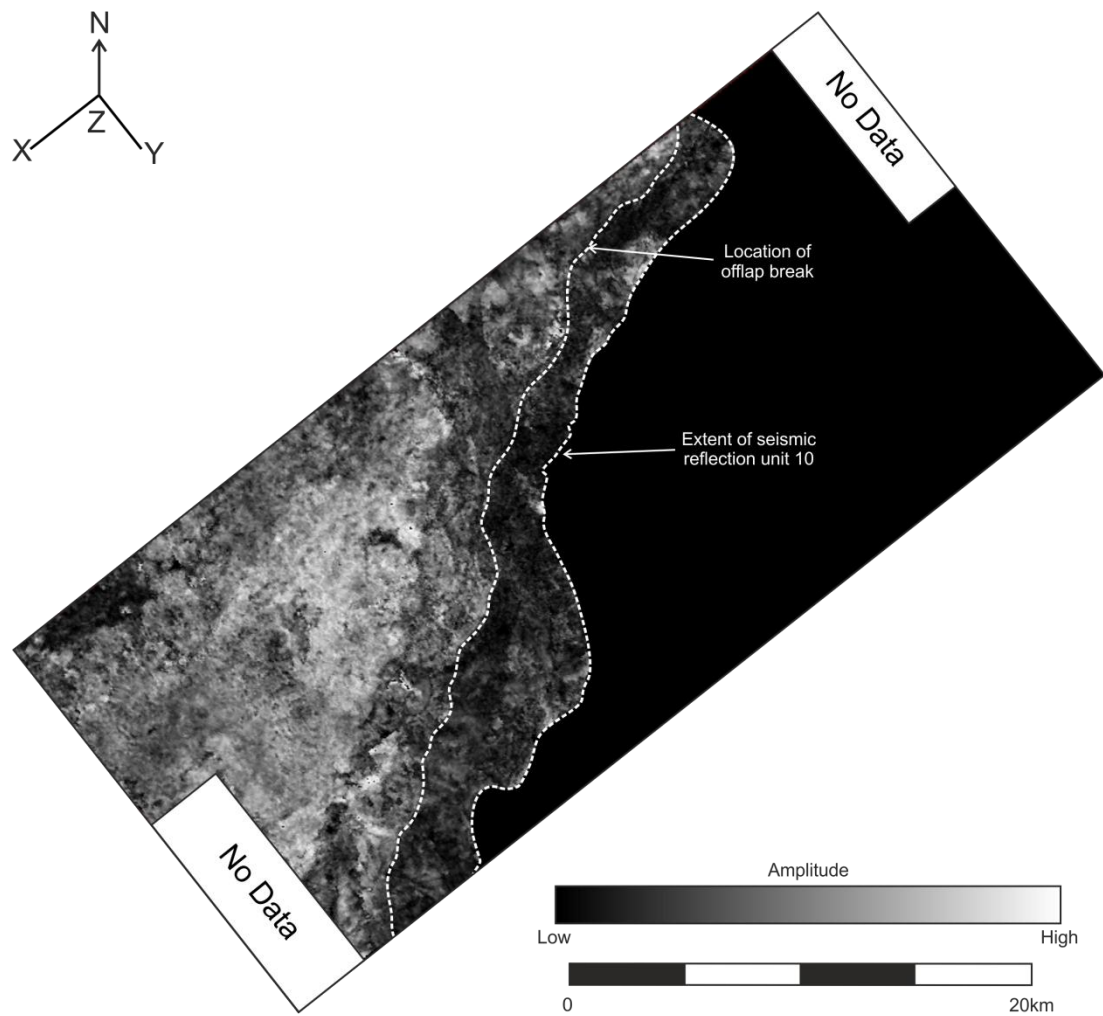 N
X
Z
Y
No Data
Location of
offlap break
Extent of seismic
reflection unit 10
No Data
Amplitude
Low
High
0
20km